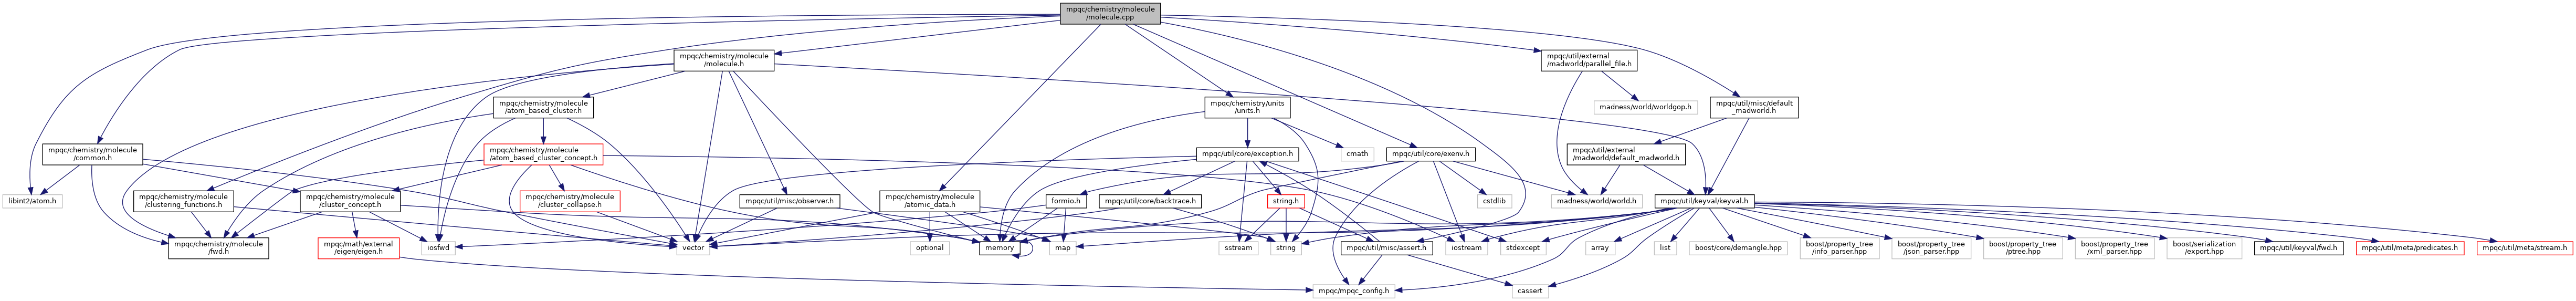 mpqc/chemistry/molecule
/molecule.cpp
mpqc/chemistry/molecule
/molecule.h
mpqc/util/external
/madworld/parallel_file.h
mpqc/chemistry/molecule
/atom_based_cluster.h
mpqc/chemistry/units
/units.h
madness/world/worldgop.h
mpqc/util/misc/default
_madworld.h
mpqc/chemistry/molecule
/common.h
mpqc/chemistry/molecule
/atom_based_cluster_concept.h
mpqc/util/core/exception.h
cmath
mpqc/util/core/exenv.h
mpqc/util/external
/madworld/default_madworld.h
libint2/atom.h
mpqc/chemistry/molecule
/clustering_functions.h
mpqc/chemistry/molecule
/cluster_concept.h
mpqc/chemistry/molecule
/cluster_collapse.h
mpqc/util/misc/observer.h
mpqc/chemistry/molecule
/atomic_data.h
formio.h
mpqc/util/core/backtrace.h
string.h
cstdlib
madness/world/world.h
mpqc/util/keyval/keyval.h
mpqc/chemistry/molecule
/fwd.h
mpqc/math/external
/eigen/eigen.h
iosfwd
vector
optional
memory
map
sstream
string
mpqc/util/misc/assert.h
iostream
stdexcept
array
list
boost/core/demangle.hpp
boost/property_tree
/info_parser.hpp
boost/property_tree
/json_parser.hpp
boost/property_tree
/ptree.hpp
boost/property_tree
/xml_parser.hpp
boost/serialization
/export.hpp
mpqc/util/keyval/fwd.h
mpqc/util/meta/predicates.h
mpqc/util/meta/stream.h
mpqc/mpqc_config.h
cassert